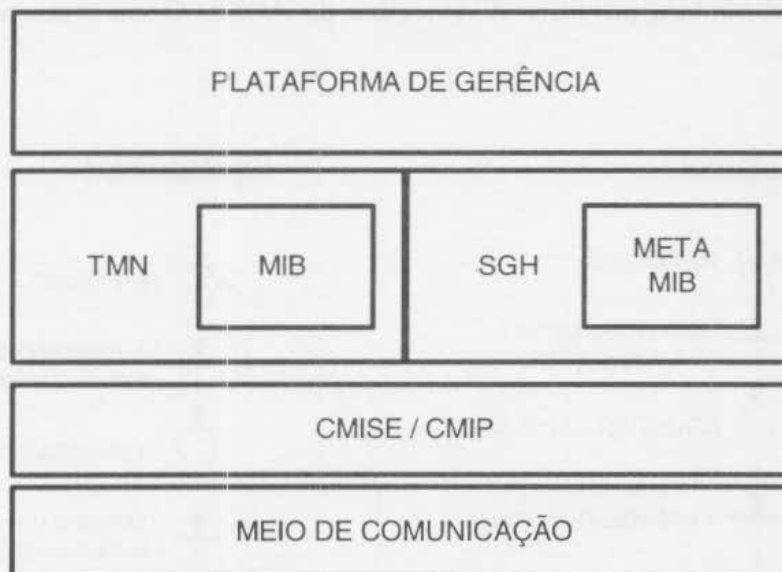 PLATAFORMA DE GERÊNCIA
TMN
MIB
SGH
META
MIB
CMISE / CMIP
MEIO DE COMUNICAÇÃO